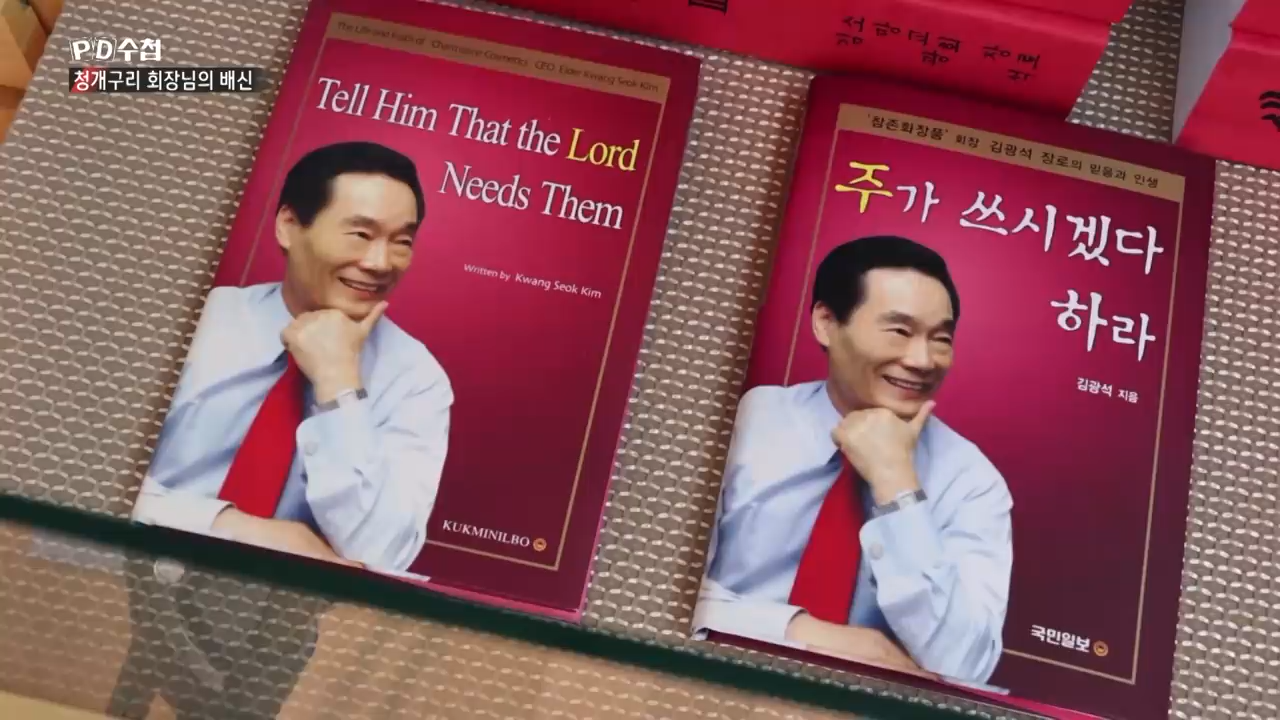 PD수첩
청개구리 회장님의 배신
The Life and Faith of 'Charmzone Cosmetics' CEO, Elder Kwang Seok Kim
Tell Him That the Lord
Needs Them
Written by Kwang Seok Kim
KUKMINILBO
'참존화장품' 회장 김광석 장로의 믿음과 인생
주가 쓰시겠다
하라
김광석 지음
국민일보